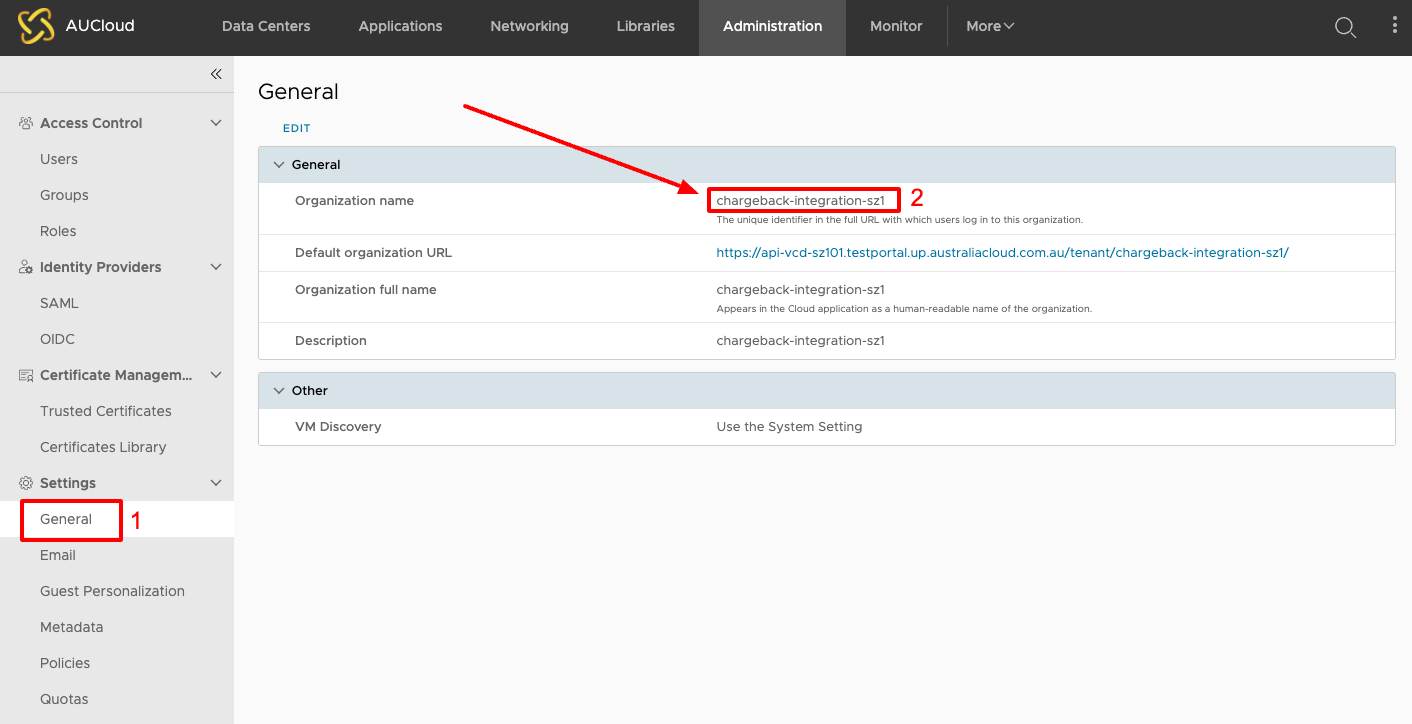 AUCloud Data Centers Applications Networking Libraries Administration Monitor More
Access Control
Users
Groups
Roles
Identity Providers
SAML
OIDC
Certificate Managem...
Trusted Certificates
Certificates Library
Settings
General 1
Email
Guest Personalization
Metadata
Policies
Quotas
General
EDIT
General
Organization name chargeback-integration-sz1 2
The unique identifier in the full URL with which users log in to this organization.
Default organization URL https://api-vcd-sz101.testportal.up.australiacloud.com.au/tenant/chargeback-integration-sz1/
Organization full name chargeback-integration-sz1
Appears in the Cloud application as a human-readable name of the organization.
Description chargeback-integration-sz1
Other
VM Discovery Use the System Setting